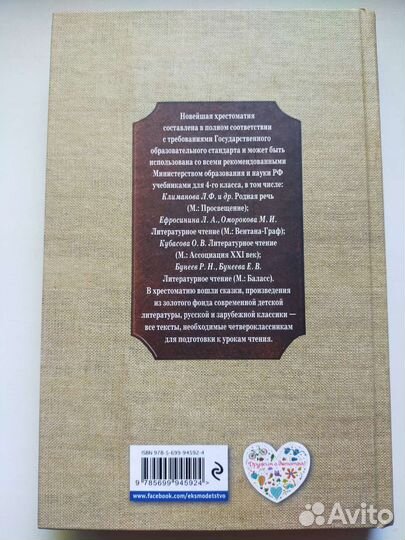 Новейшая хрестоматия
составлена в полном соответствии
с требованиями Государственного
образовательного стандарта и может быть
использована со всеми рекомендованными
Министерством образования и науки РФ
учебниками для 4-го класса, в том числе:
Климанова Л.Ф. и др. Родная речь
(М.: Просвещение);
Ефросинина Л. А., Оморокова М. И.
Литературное чтение (М.: Вентана-Граф);
Кубасова О. В. Литературное чтение
(М.: Ассоциация XXI век);
Бунеев Р. Н., Бунеева Е. В.
Литературное чтение (М.: Баласс).
В хрестоматию вошли сказки, произведения
из золотого фонда современной детской
литературы, русской и зарубежной классики —
все тексты, необходимые четвероклассникам
для подготовки к урокам чтения.
ISBN 978-5-699-94592-4
9 785699 945924 >
www.facebook.com/eksmodetstvo
Дружим с книгой!
Avito